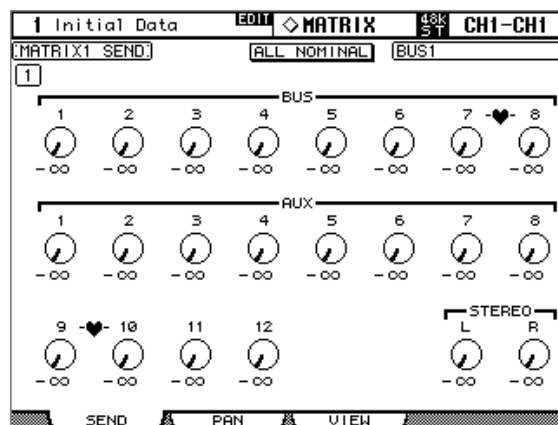 1 Initial Data EDIT ◇MATRIX 48K ST CH1-CH1
MATRIX1 SEND ALL NOMINAL BUS1
1
BUS
1 2 3 4 5 6 7 -♥- 8
-∞ -∞ -∞ -∞ -∞ -∞ -∞ -∞
AUX
1 2 3 4 5 6 7 8
-∞ -∞ -∞ -∞ -∞ -∞ -∞ -∞
STEREO
9 -♥- 10 11 12 L R
-∞ -∞ -∞ -∞ -∞ -∞
SEND PAN VIEW